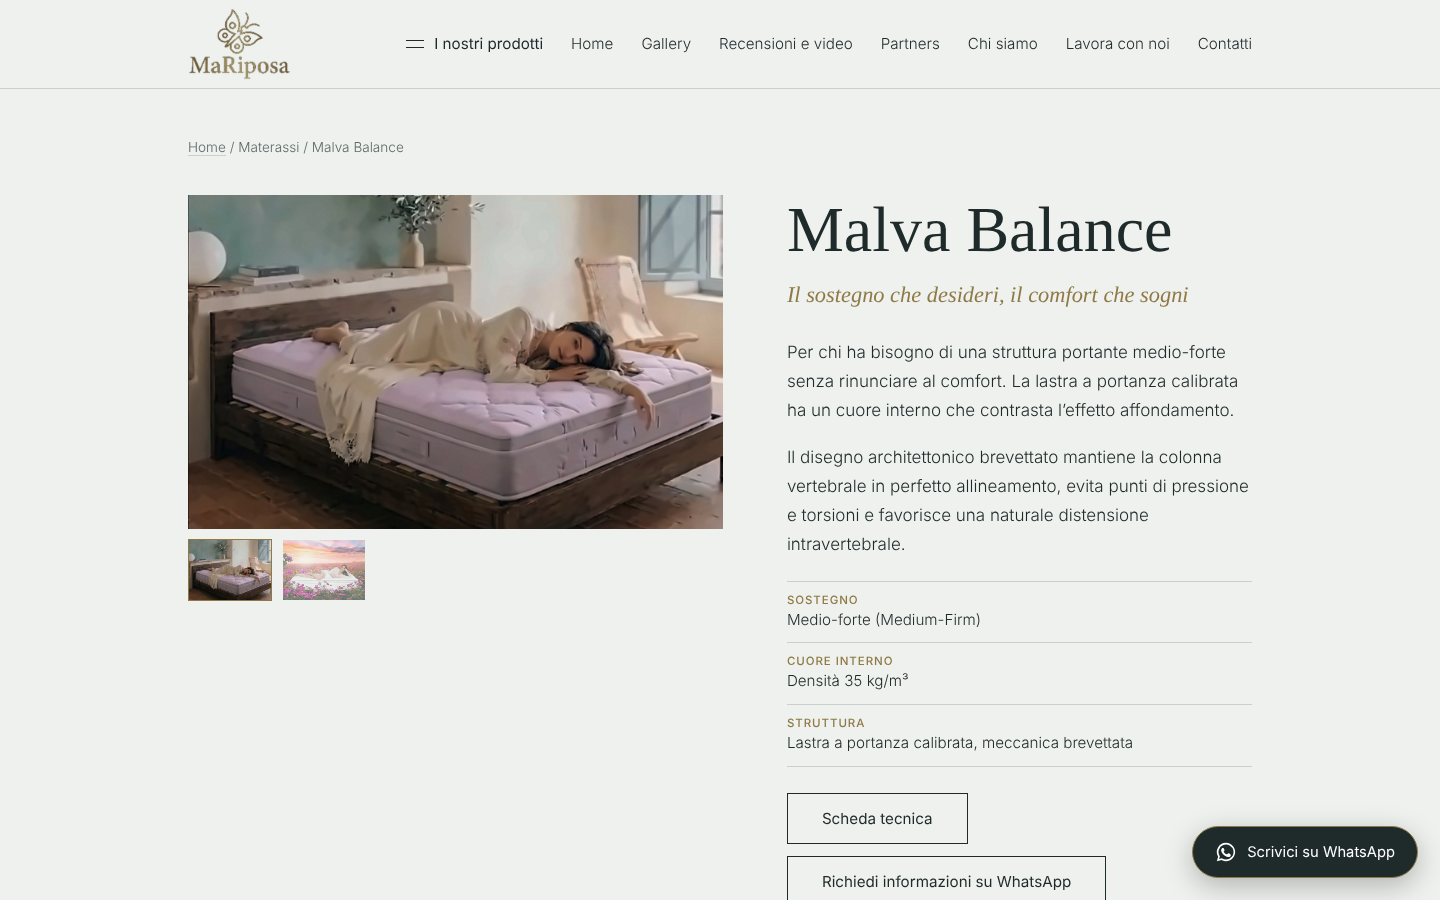 MaRiposa
I nostri prodotti
Home
Gallery
Recensioni e video
Partners
Chi siamo
Lavora con noi
Contatti
Home / Materassi / Malva Balance
Malva Balance
Il sostegno che desideri, il comfort che sogni
Per chi ha bisogno di una struttura portante medio-forte
senza rinunciare al comfort. La lastra a portanza calibrata
ha un cuore interno che contrasta l’effetto affondamento.
Il disegno architettonico brevettato mantiene la colonna
vertebrale in perfetto allineamento, evita punti di pressione
e torsioni e favorisce una naturale distensione
intravertebrale.
SOSTEGNO
Medio-forte (Medium-Firm)
CUORE INTERNO
Densità 35 kg/m³
STRUTTURA
Lastra a portanza calibrata, meccanica brevettata
Scheda tecnica
Richiedi informazioni su WhatsApp
Scrivici su WhatsApp